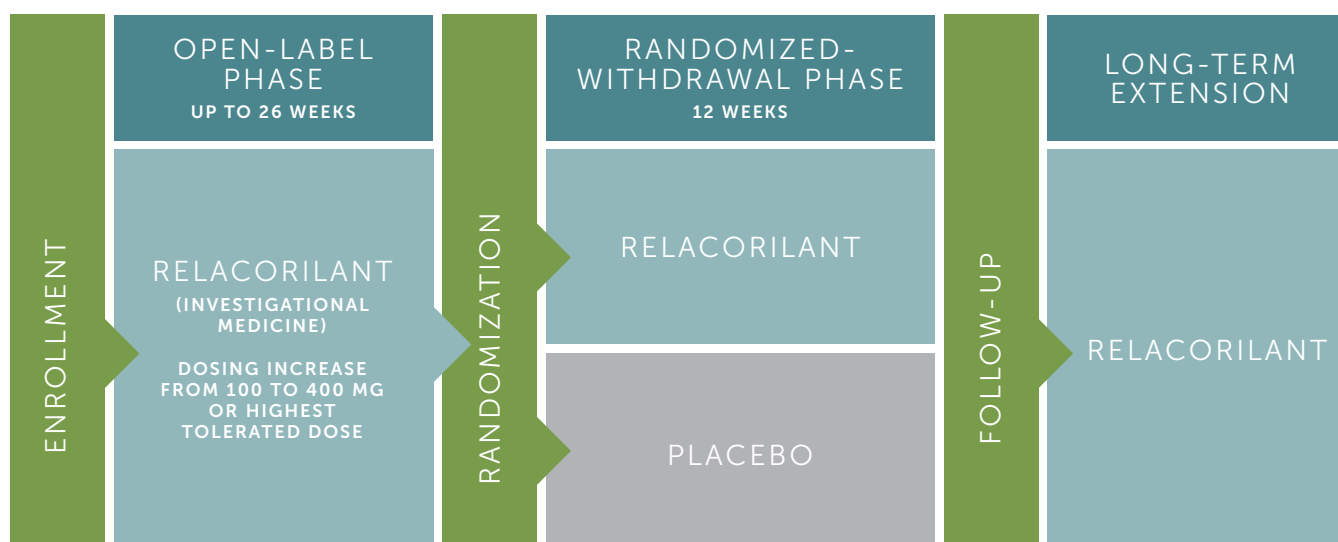 ENROLLMENT
OPEN-LABEL
PHASE
UP TO 26 WEEKS
RELACORILANT
(INVESTIGATIONAL
MEDICINE)
DOSING INCREASE
FROM 100 TO 400 MG
OR HIGHEST
TOLERATED DOSE
RANDOMIZATION
RANDOMIZED-
WITHDRAWAL PHASE
12 WEEKS
RELACORILANT
PLACEBO
FOLLOW-UP
LONG-TERM
EXTENSION
RELACORILANT